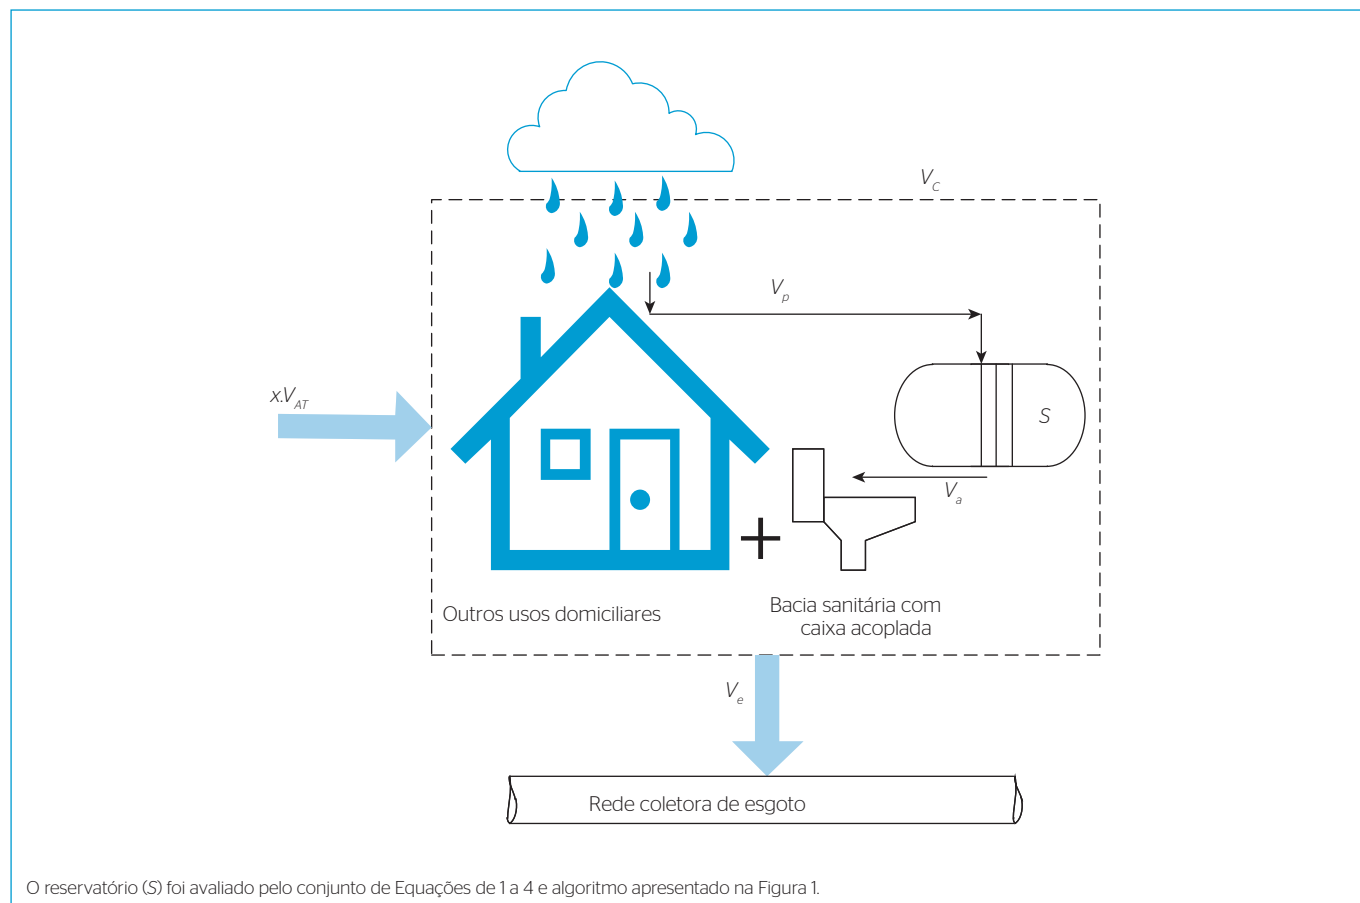 V_C
V_p
x.V_AT
S
V_a
Outros usos domiciliares
Bacia sanitária com
caixa acoplada
V_e
Rede coletora de esgoto
O reservatório (S) foi avaliado pelo conjunto de Equações de 1 a 4 e algoritmo apresentado na Figura 1.